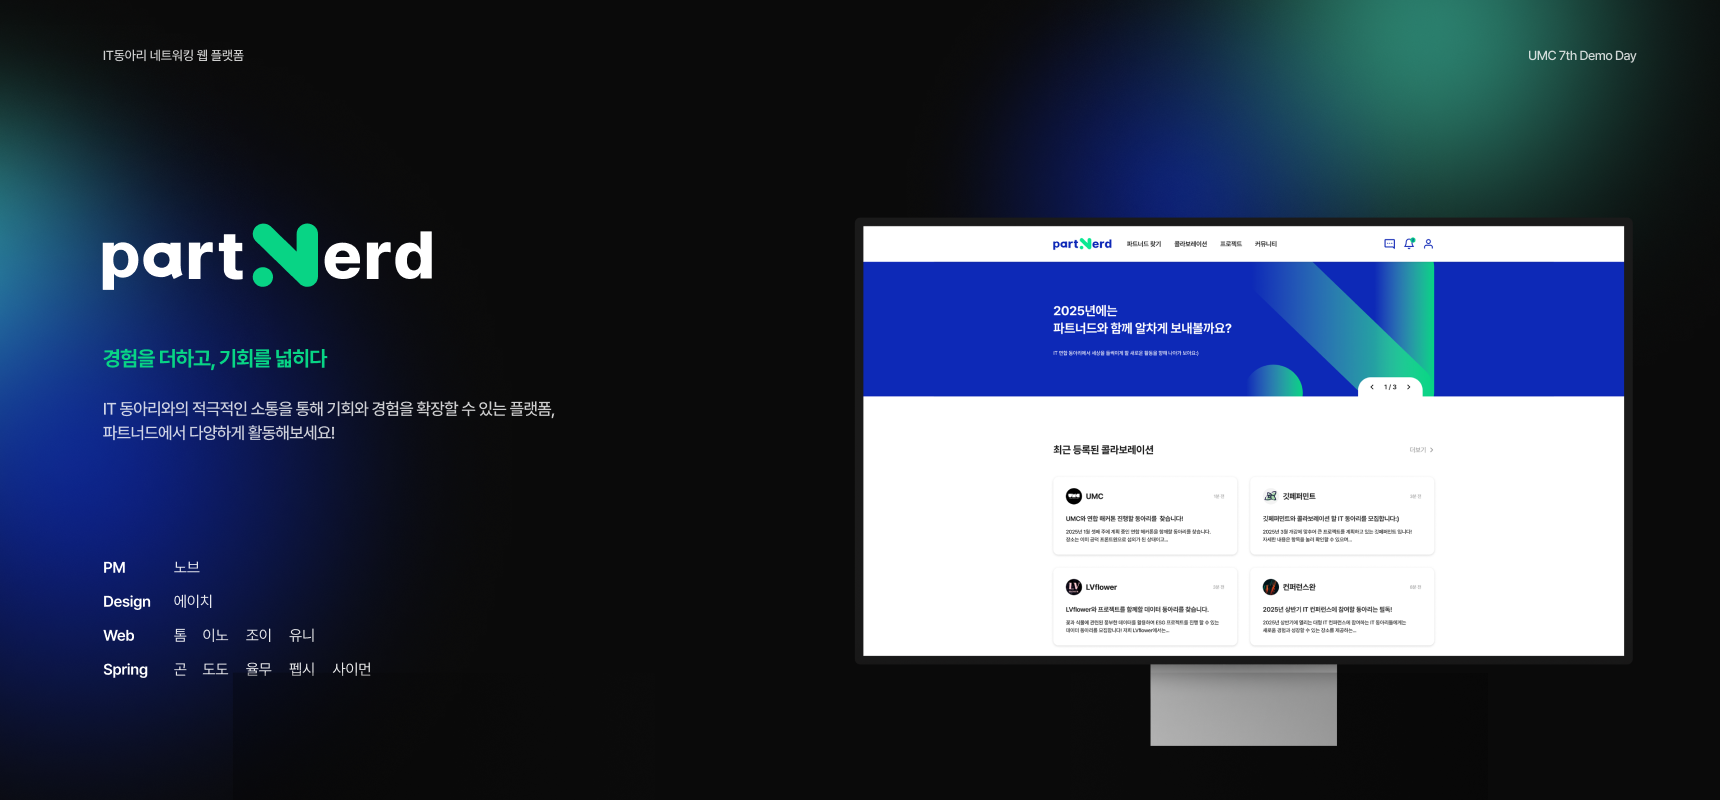 IT동아리 네트워킹 웹 플랫폼
UMC 7th Demo Day
partNerd
경험을 더하고, 기회를 넓히다
IT 동아리와의 적극적인 소통을 통해 기회와 경험을 확장할 수 있는 플랫폼,
파트너드에서 다양하게 활동해보세요!
PM 노브
Design 에이치
Web 톰 이노 조이 유니
Spring 곤 도도 율무 펩시 사이먼
partNerd 파트너드 찾기 콜라보레이션 프로젝트 커뮤니티
2025년에는
파트너드와 함께 알차게 보내볼까요?
1 / 3
최근 등록된 콜라보레이션
더보기
UMC
UMC와 연합 해커톤 진행할 동아리를 찾습니다!
깃페퍼민트
깃페퍼민트와 콜라보레이션 할 IT 동아리를 모집합니다:)
LVflower
LVflower와 프로젝트를 함께할 데이터 동아리를 찾습니다.
컨퍼런스완
2025년 상반기 IT 컨퍼런스에 참여할 동아리는 필독!